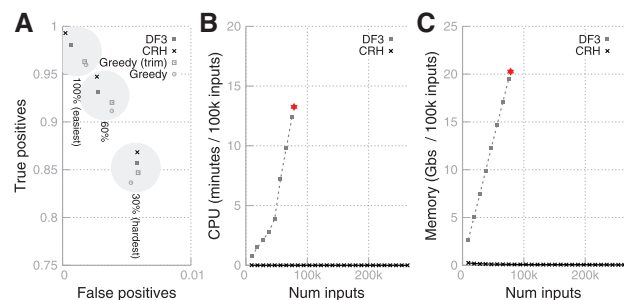 A
B
C
True positives
1
0.95
0.9
0.85
0.8
0.75
DF3
CRH
Greedy (trim)
Greedy
100% (easiest)
60%
30% (hardest)
0
0.01
False positives
CPU (minutes / 100k inputs)
20
15
10
5
0
DF3
CRH
100k
200k
Num inputs
Memory (Gbs / 100k inputs)
25
20
15
10
5
0
DF3
CRH
100k
200k
Num inputs